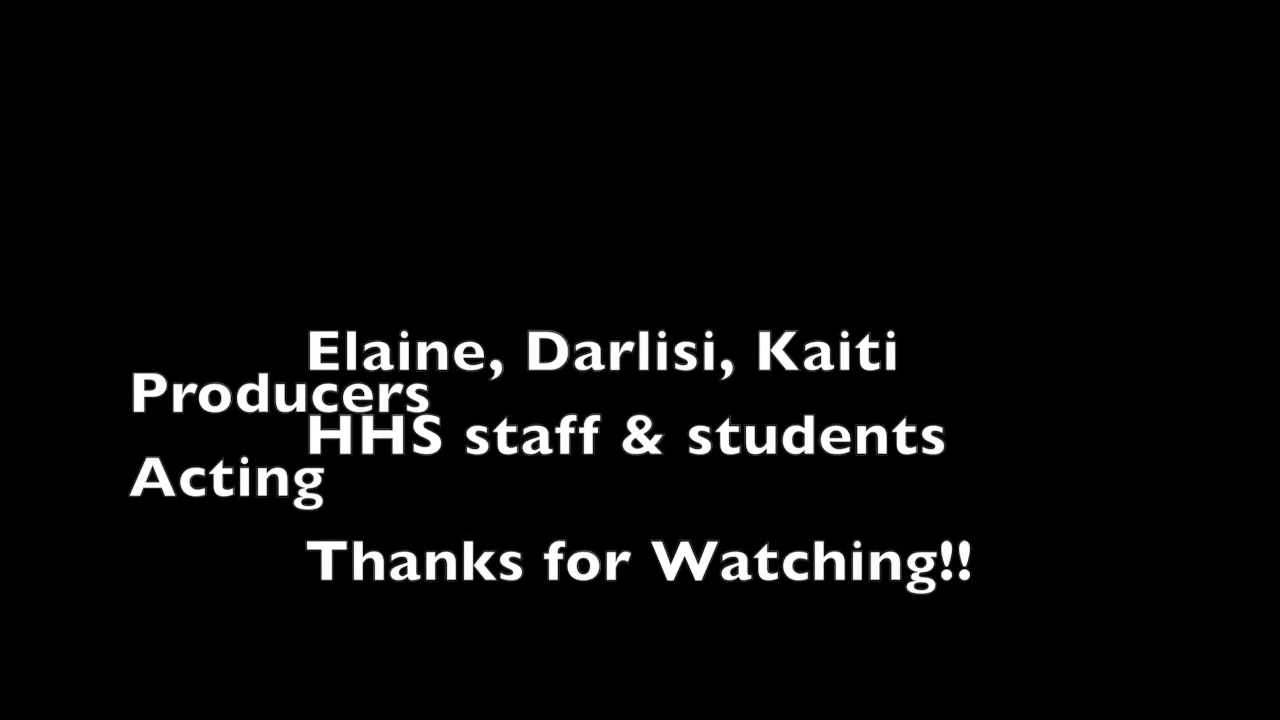 Elaine, Darlisi, Kaiti
Producers
HHS staff & students
Acting
Thanks for Watching!!